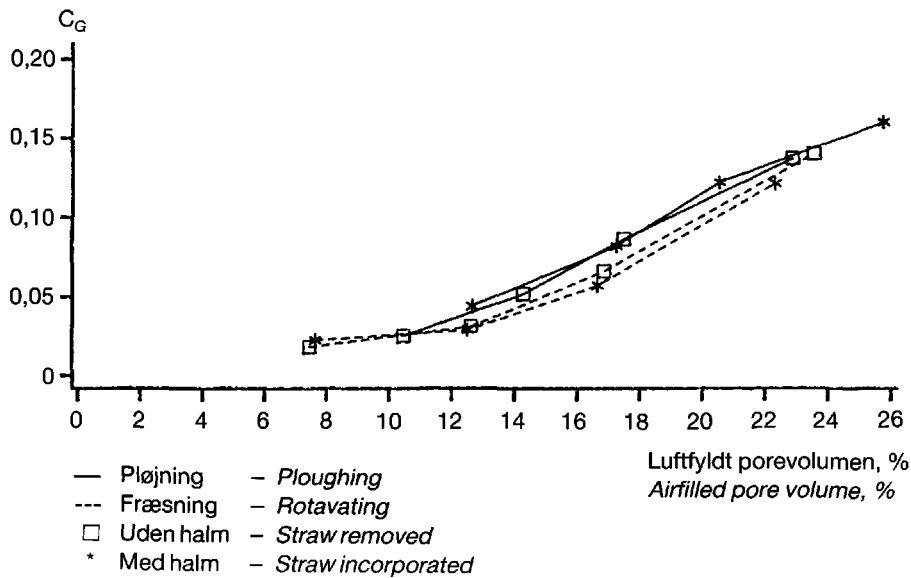 C_G
0,20
0,15
0,10
0,05
0
0 2 4 6 8 10 12 14 16 18 20 22 24 26
Luftfyldt porevolumen, %
Airfilled pore volume, %
— Pløjning – Ploughing
---- Fræsning – Rotavating
□ Uden halm – Straw removed
* Med halm – Straw incorporated